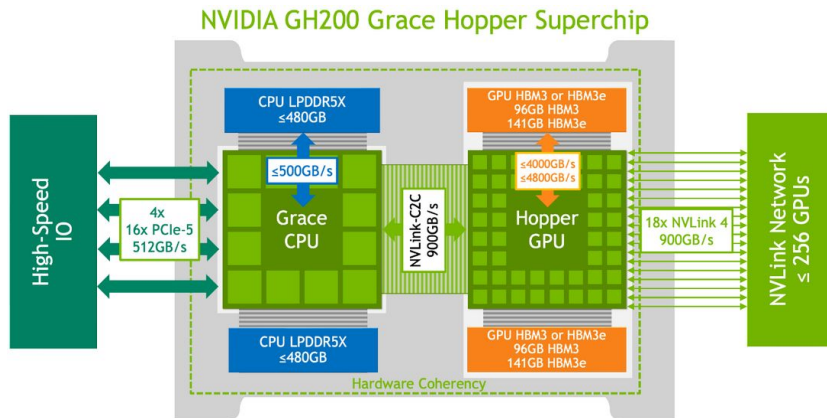 NVIDIA GH200 Grace Hopper Superchip
High-Speed
IO
4x
16x PCIe-5
512GB/s
CPU LPDDR5X
≤480GB
≤500GB/s
Grace
CPU
CPU LPDDR5X
≤480GB
NVLink-C2C
900GB/s
GPU HBM3 or HBM3e
96GB HBM3
141GB HBM3e
≤4000GB/s
≤4800GB/s
Hopper
GPU
GPU HBM3 or HBM3e
96GB HBM3
141GB HBM3e
18x NVLink 4
900GB/s
NVLink Network
≤ 256 GPUs
Hardware Coherency